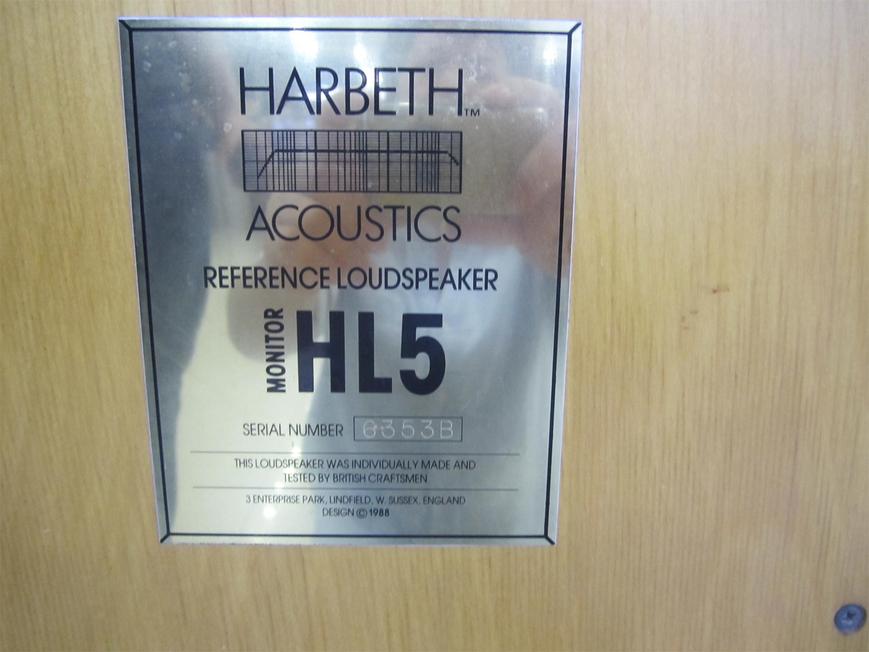 HARBETH™
ACOUSTICS
REFERENCE LOUDSPEAKER
MONITOR HL5
SERIAL NUMBER 0353B
THIS LOUDSPEAKER WAS INDIVIDUALLY MADE AND
TESTED BY BRITISH CRAFTSMEN
3 ENTERPRISE PARK, LINDFIELD, W. SUSSEX, ENGLAND
DESIGN © 1988